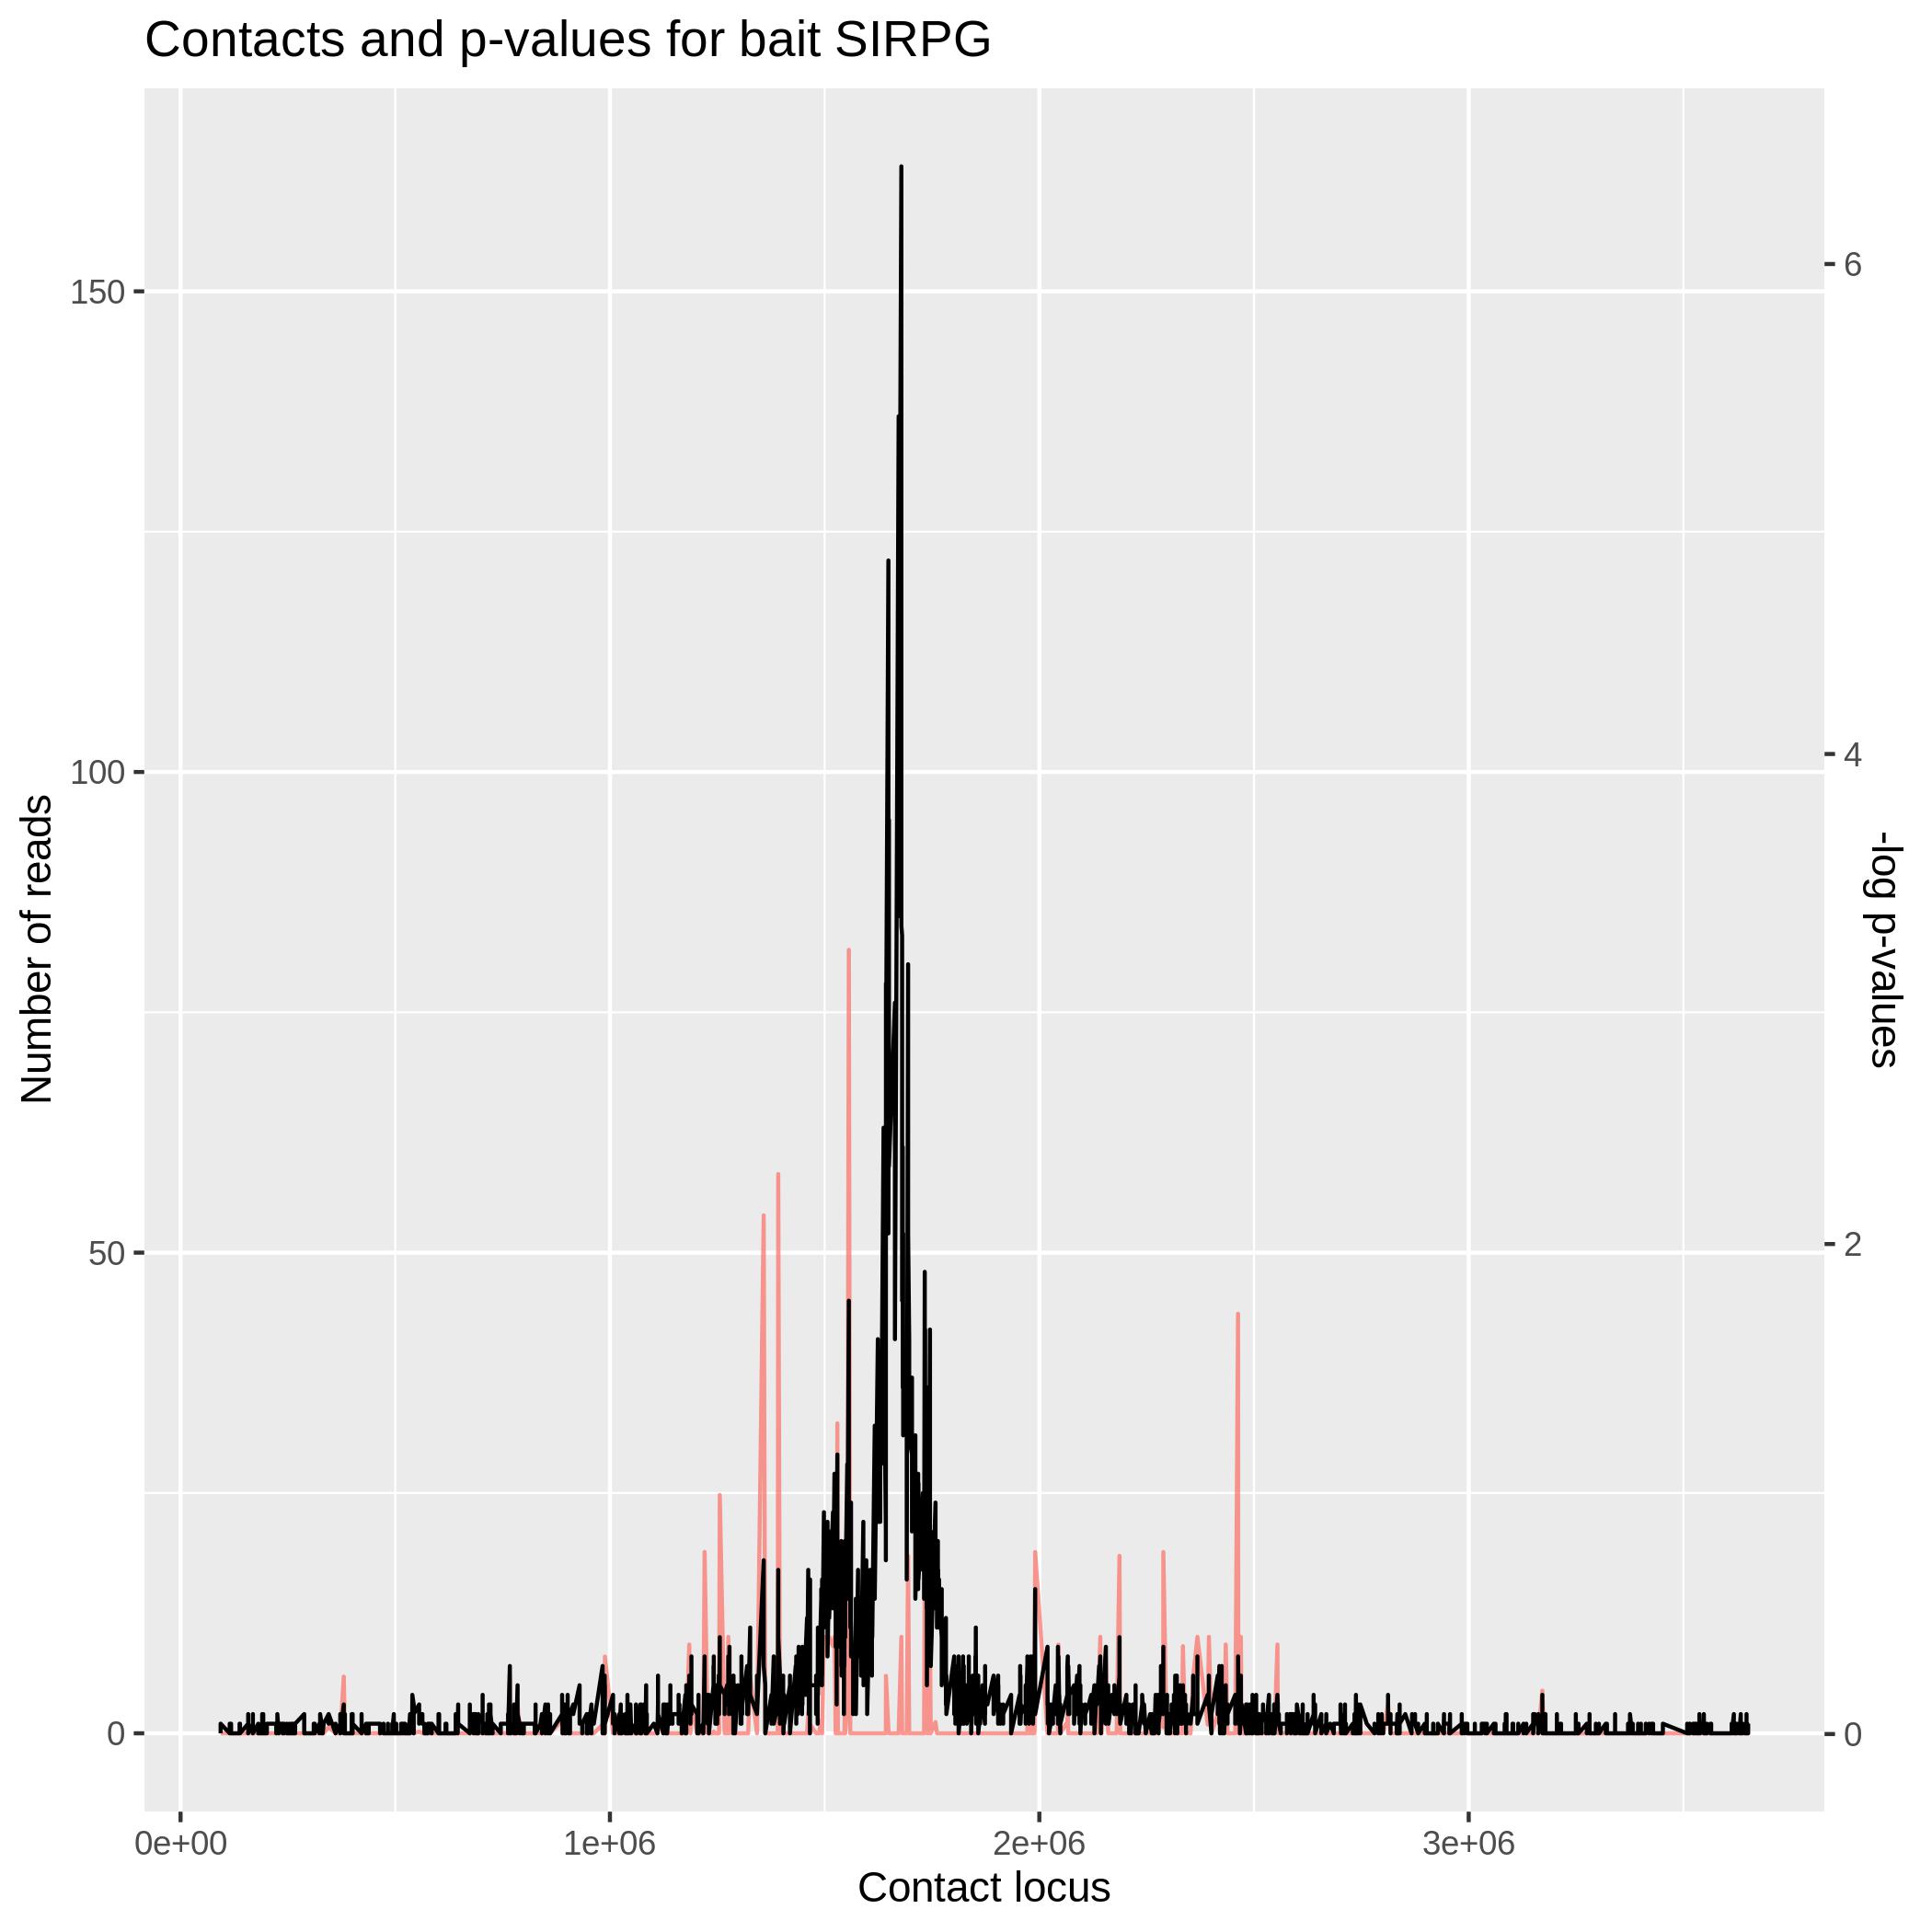 Contacts and p-values for bait SIRPG
150
100
50
0
6
4
2
0
Number of reads
-log p-values
0e+00 1e+06 2e+06 3e+06
Contact locus